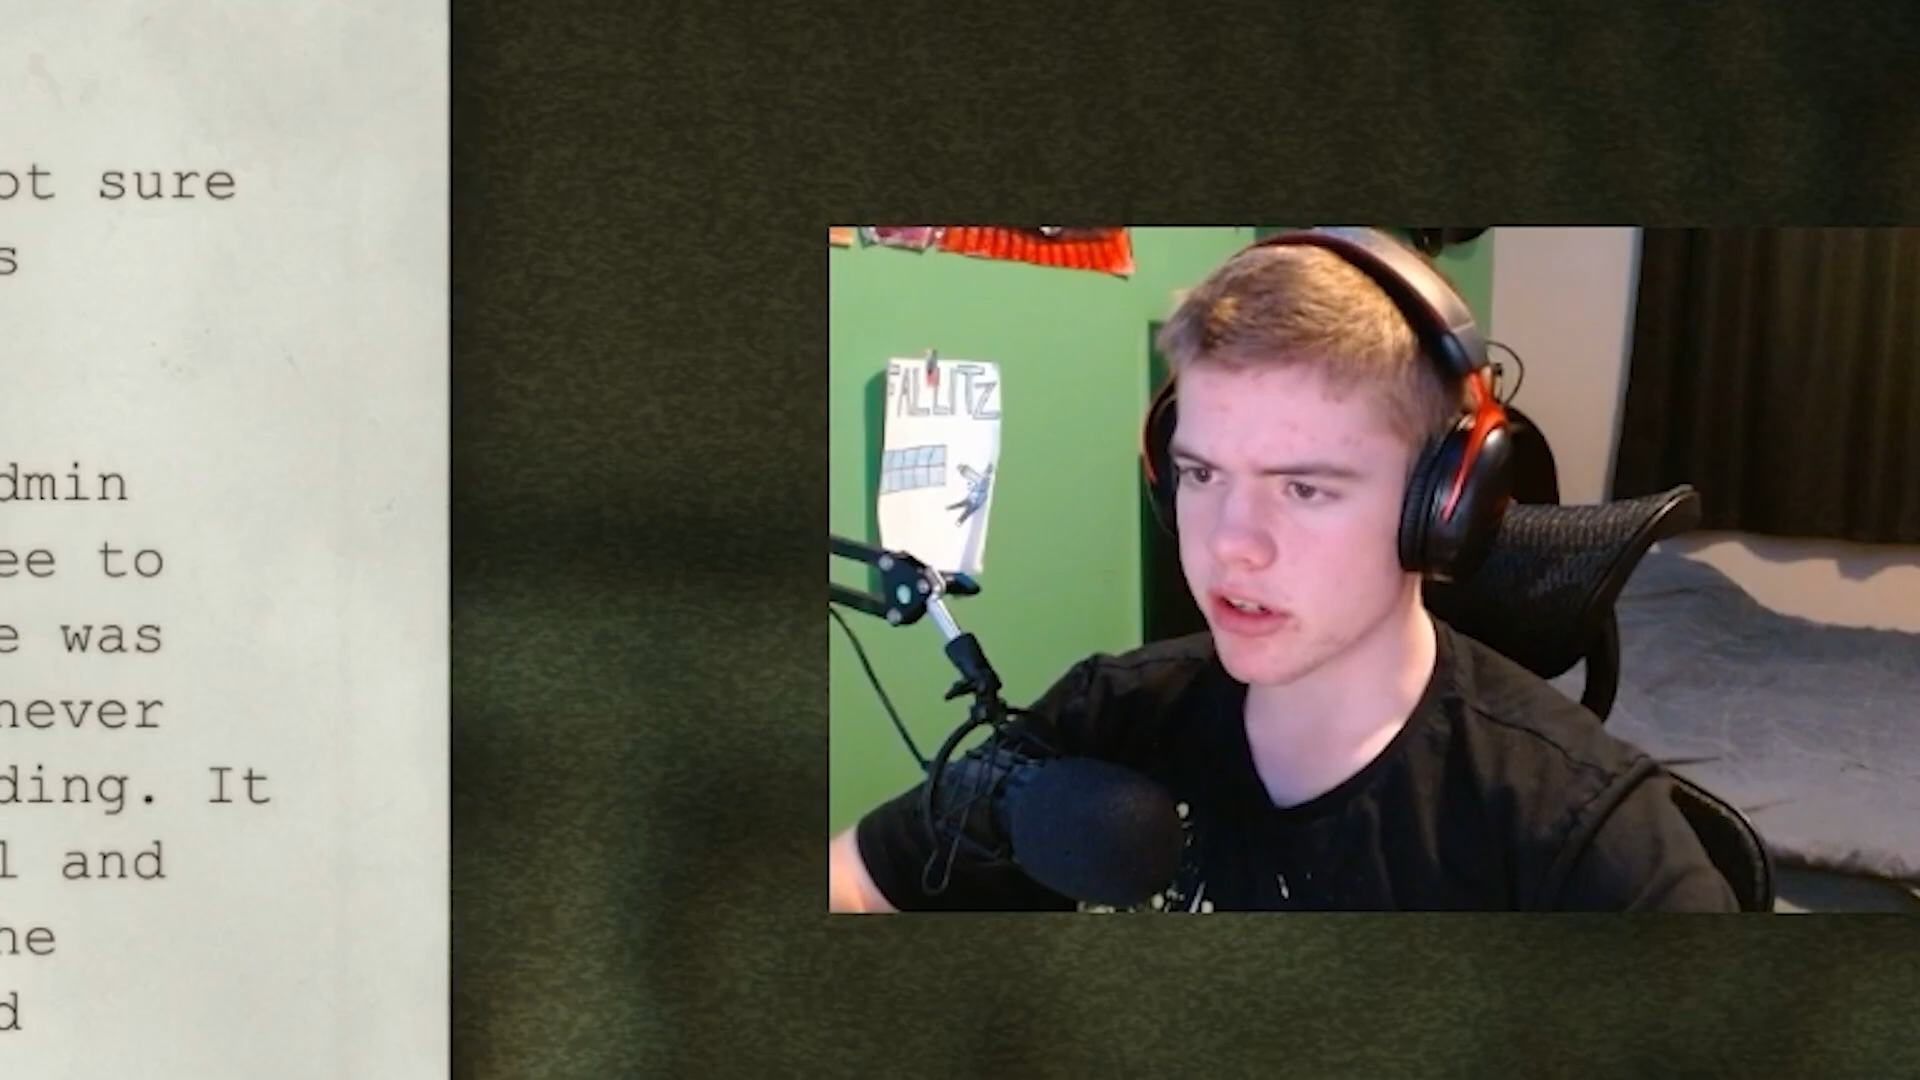 ot sure
s
dmin
ee to
e was
never
ding. It
l and
he
d
FALLITZ